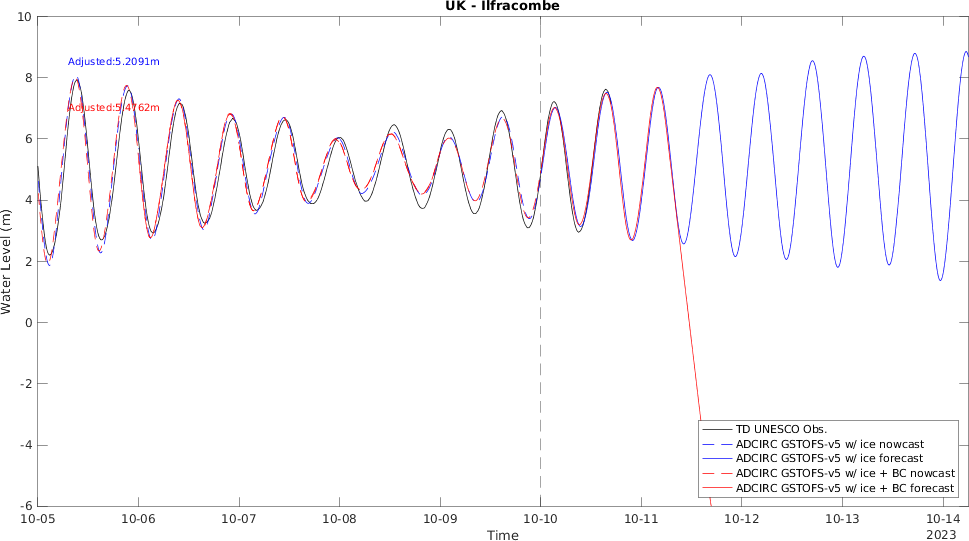 UK - Ilfracombe
10
8
6
4
2
0
-2
-4
-6
Water Level (m)
Adjusted:5.2091m
Adjusted:5.4762m
TD UNESCO Obs.
ADCIRC GSTOFS-v5 w/ ice nowcast
ADCIRC GSTOFS-v5 w/ ice forecast
ADCIRC GSTOFS-v5 w/ ice + BC nowcast
ADCIRC GSTOFS-v5 w/ ice + BC forecast
10-05 10-06 10-07 10-08 10-09 10-10 10-11 10-12 10-13 10-14
2023
Time